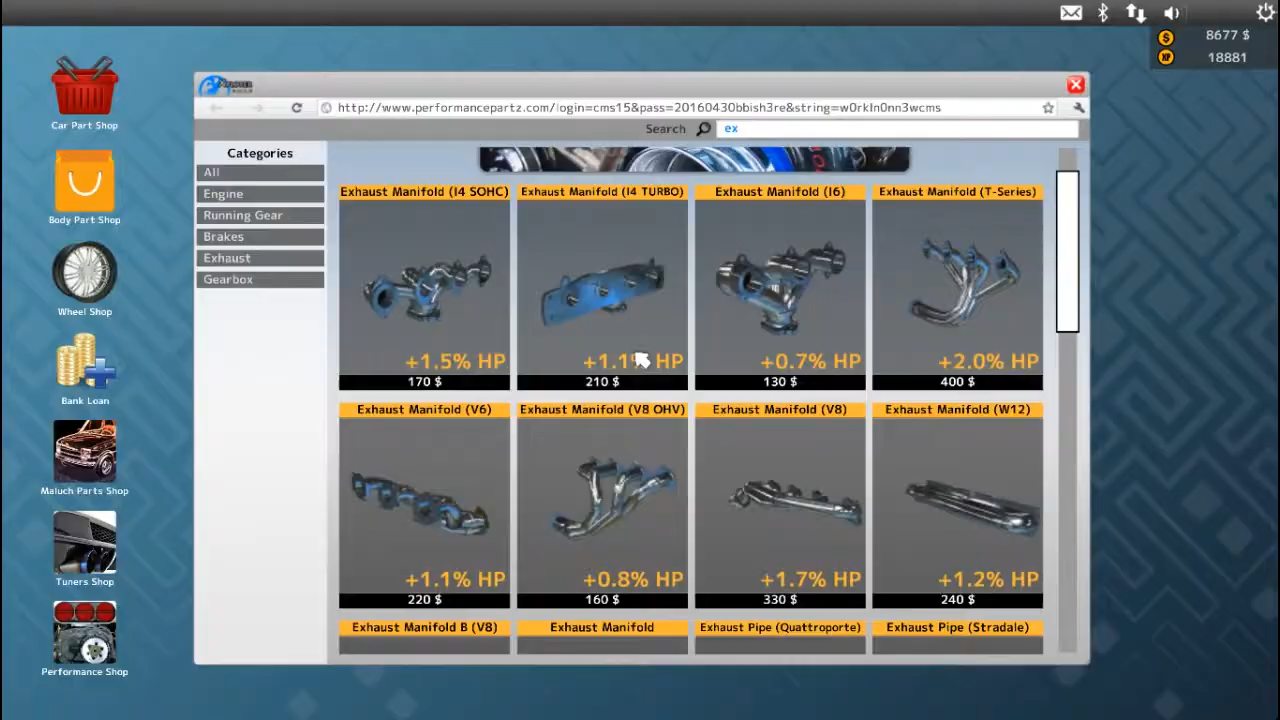 8677 $
18881
http://www.performancepartz.com/login=cms15&pass=20160430bbish3re&string=w0rkIn0nn3wcms
Search ex
Car Part Shop
Body Part Shop
Wheel Shop
Bank Loan
Maluch Parts Shop
Tuners Shop
Performance Shop
Categories
All
Engine
Running Gear
Brakes
Exhaust
Gearbox
Exhaust Manifold (I4 SOHC) Exhaust Manifold (I4 TURBO) Exhaust Manifold (I6) Exhaust Manifold (T-Series)
+1.5% HP +1.1% HP +0.7% HP +2.0% HP
170 $ 210 $ 130 $ 400 $
Exhaust Manifold (V6) Exhaust Manifold (V8 OHV) Exhaust Manifold (V8) Exhaust Manifold (W12)
+1.1% HP +0.8% HP +1.7% HP +1.2% HP
220 $ 160 $ 330 $ 240 $
Exhaust Manifold B (V8) Exhaust Manifold Exhaust Pipe (Quattroporte) Exhaust Pipe (Stradale)